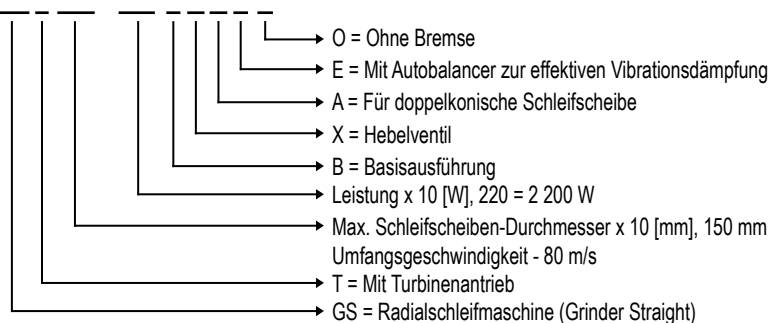 O = Ohne Bremse
E = Mit Autobalancer zur effektiven Vibrationsdämpfung
A = Für doppelkonische Schleifscheibe
X = Hebelventil
B = Basisausführung
Leistung x 10 [W], 220 = 2 200 W
Max. Schleifscheiben-Durchmesser x 10 [mm], 150 mm
Umfangsgeschwindigkeit - 80 m/s
T = Mit Turbinenantrieb
GS = Radialschleifmaschine (Grinder Straight)